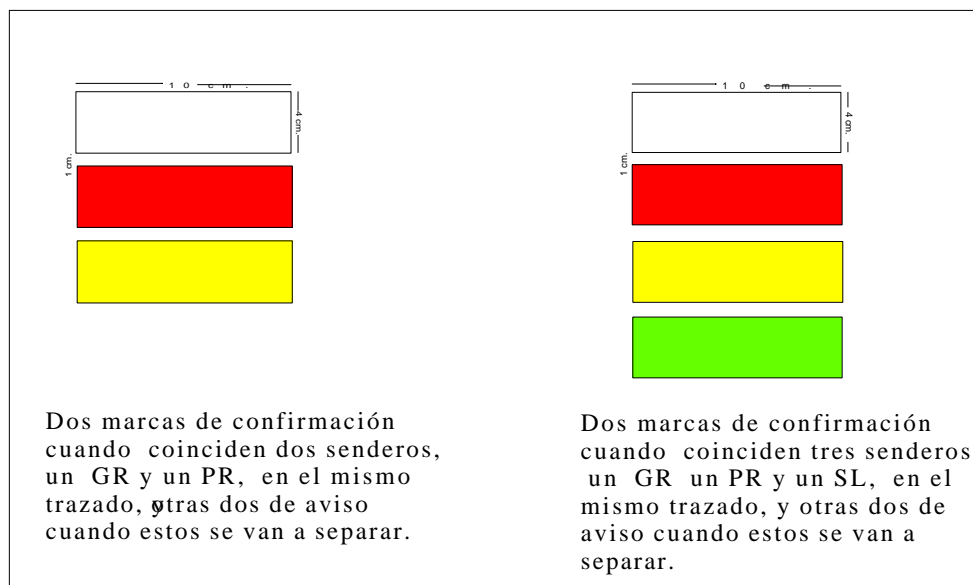 10 cm.
4 cm.
1 cm.
Dos marcas de confirmación
cuando coinciden dos senderos,
un GR y un PR, en el mismo
trazado, y otras dos de aviso
cuando estos se van a separar.
10 cm.
4 cm.
1 cm.
Dos marcas de confirmación
cuando coinciden tres senderos
un GR un PR y un SL, en el
mismo trazado, y otras dos de
aviso cuando estos se van a
separar.